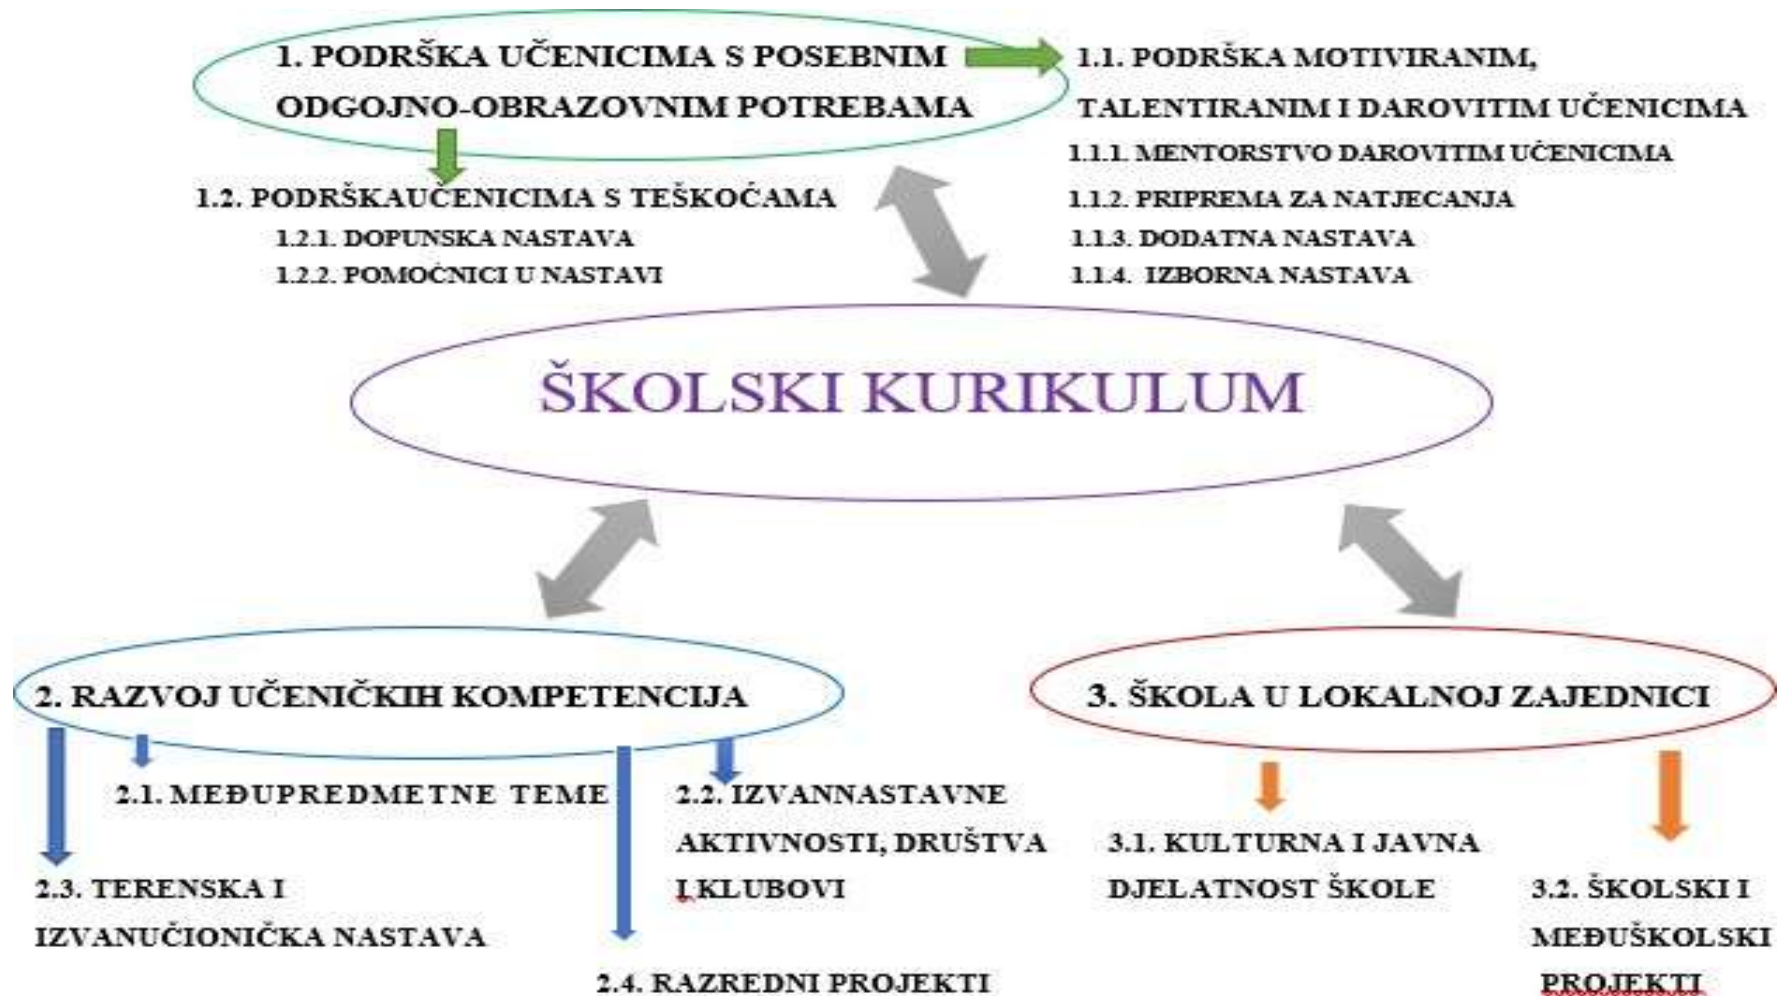 1. PODRŠKA UČENICIMA S POSEBNIM
ODGOJNO-OBRAZOVNIM POTREBAMA
1.1. PODRŠKA MOTIVIRANIM,
TALENTIRANIM I DAROVITIM UČENICIMA
1.1.1. MENTORSTVO DAROVITIM UČENICIMA
1.1.2. PRIPREMA ZA NATJECANJA
1.1.3. DODATNA NASTAVA
1.1.4. IZBORNA NASTAVA
1.2. PODRŠKAUČENICIMA S TEŠKOĆAMA
1.2.1. DOPUNSKA NASTAVA
1.2.2. POMOĆNICI U NASTAVI
ŠKOLSKI KURIKULUM
2. RAZVOJ UČENIČKIH KOMPETENCIJA
2.1. MEĐUPREDMETNE TEME
2.2. IZVANNASTAVNE
AKTIVNOSTI, DRUŠTVA
I KLUBOVI
2.3. TERENSKA I
IZVANUČIONIČKA NASTAVA
2.4. RAZREDNI PROJEKTI
3. ŠKOLA U LOKALNOJ ZAJEDNICI
3.1. KULTURNA I JAVNA
DJELATNOST ŠKOLE
3.2. ŠKOLSKI I
MEĐUŠKOLSKI
PROJEKTI